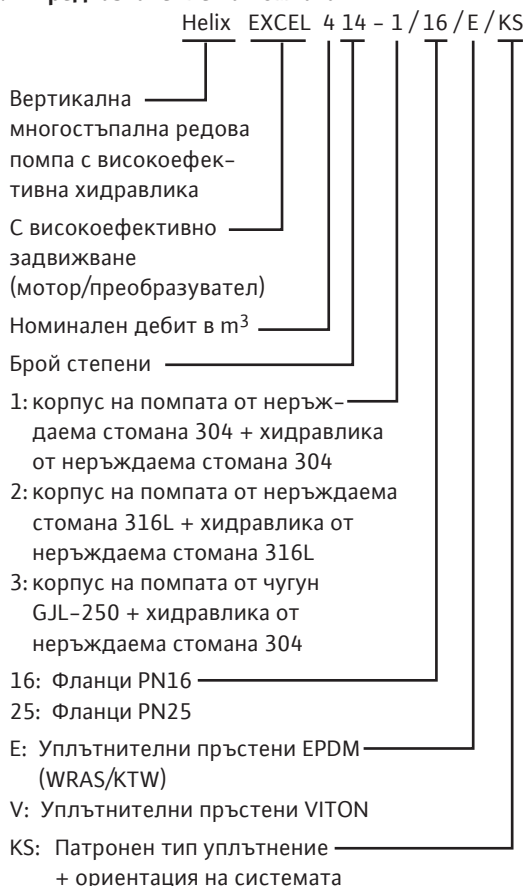 Helix EXCEL 4 14 – 1 / 16 / E / KS
Вертикална
многостъпална редова
помпа с високоефек–
тивна хидравлика
С високоефективно
задвижване
(мотор/преобразувател)
Номинален дебит в m³
Брой степени
1: корпус на помпата от неръж–
даема стомана 304 + хидравлика
от неръждаема стомана 304
2: корпус на помпата от неръждаема
стомана 316L + хидравлика от
неръждаема стомана 316L
3: корпус на помпата от чугун
GJL–250 + хидравлика от
неръждаема стомана 304
16: Фланци PN16
25: Фланци PN25
E: Уплътнителни пръстени EPDM
(WRAS/KTW)
V: Уплътнителни пръстени VITON
KS: Патронен тип уплътнение
+ ориентация на системата